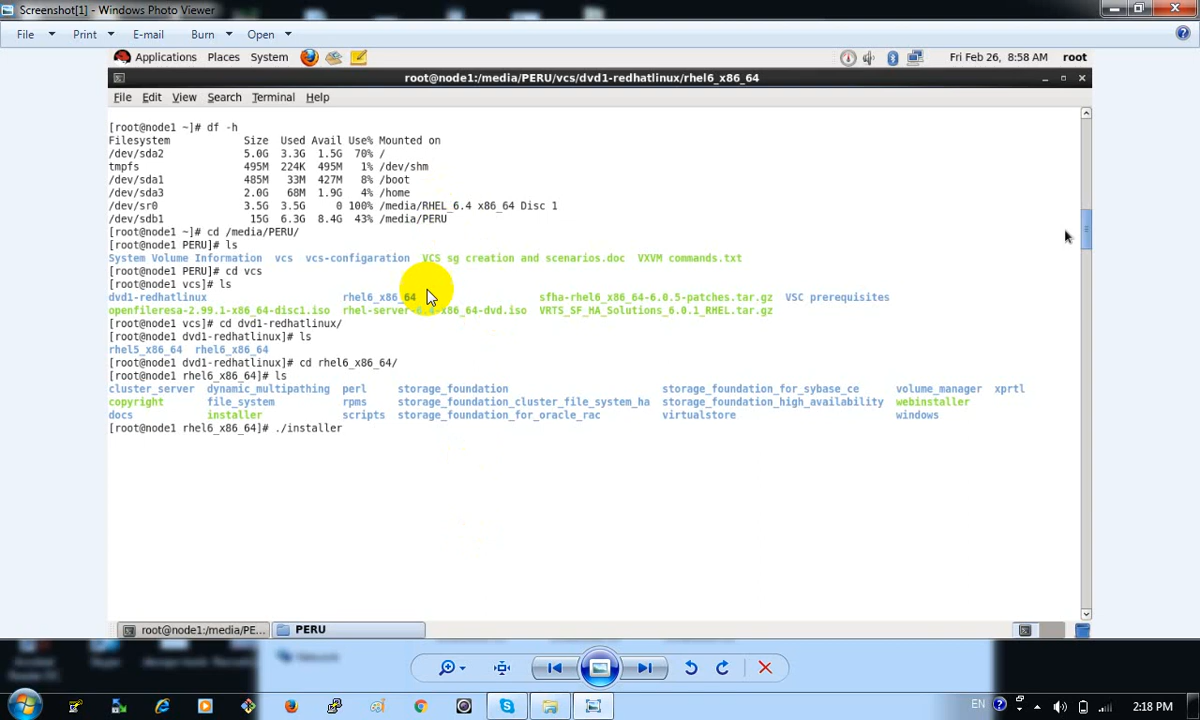 Screenshot[1] - Windows Photo Viewer
File Print E-mail Burn Open
Applications Places System Fri Feb 26, 8:58 AM root
root@node1:/media/PERU/vcs/dvd1-redhatlinux/rhel6_x86_64
File Edit View Search Terminal Help
[root@node1 ~]# df -h
Filesystem Size Used Avail Use% Mounted on
/dev/sda2 5.0G 3.3G 1.5G 70% /
tmpfs 495M 224K 495M 1% /dev/shm
/dev/sda1 485M 33M 427M 8% /boot
/dev/sda3 2.0G 68M 1.9G 4% /home
/dev/sr0 3.5G 3.5G 0 100% /media/RHEL_6.4 x86_64 Disc 1
/dev/sdb1 15G 6.3G 8.4G 43% /media/PERU
[root@node1 ~]# cd /media/PERU/
[root@node1 PERU]# ls
System Volume Information vcs vcs-configaration VCS sg creation and scenarios.doc VXVM commands.txt
[root@node1 PERU]# cd vcs
[root@node1 vcs]# ls
dvd1-redhatlinux rhel6_x86_64 sfha-rhel6_x86_64-6.0.5-patches.tar.gz VSC prerequisites
openfileresa-2.99.1-x86_64-disc1.iso rhel-server-6.4-x86_64-dvd.iso VRTS_SF_HA_Solutions_6.0.1_RHEL.tar.gz
[root@node1 vcs]# cd dvd1-redhatlinux/
[root@node1 dvd1-redhatlinux]# ls
rhel5_x86_64 rhel6_x86_64
[root@node1 dvd1-redhatlinux]# cd rhel6_x86_64/
[root@node1 rhel6_x86_64]# ls
cluster_server dynamic_multipathing perl storage_foundation storage_foundation_for_sybase_ce volume_manager xprtl
copyright file_system rpms storage_foundation_cluster_file_system_ha storage_foundation_high_availability webinstaller
docs installer scripts storage_foundation_for_oracle_rac virtualstore windows
[root@node1 rhel6_x86_64]# ./installer
root@node1:/media/PE... PERU
EN 2:18 PM